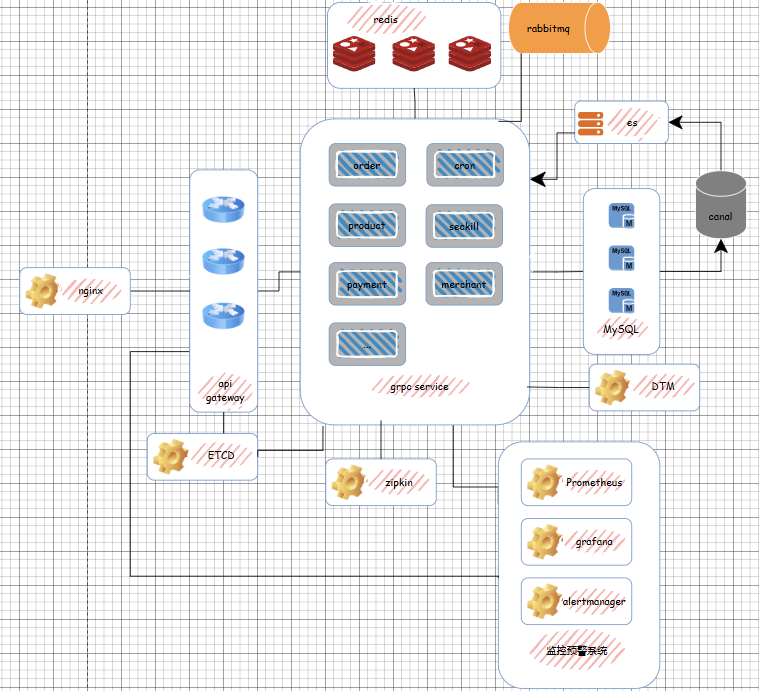 redis
rabbitmq
es
order
cron
canal
product
seckill
MySQL
M
MySQL
M
MySQL
M
MySQL
payment
merchant
nginx
...
api
gateway
grpc service
DTM
ETCD
zipkin
Prometheus
grafana
alertmanager
监控预警系统